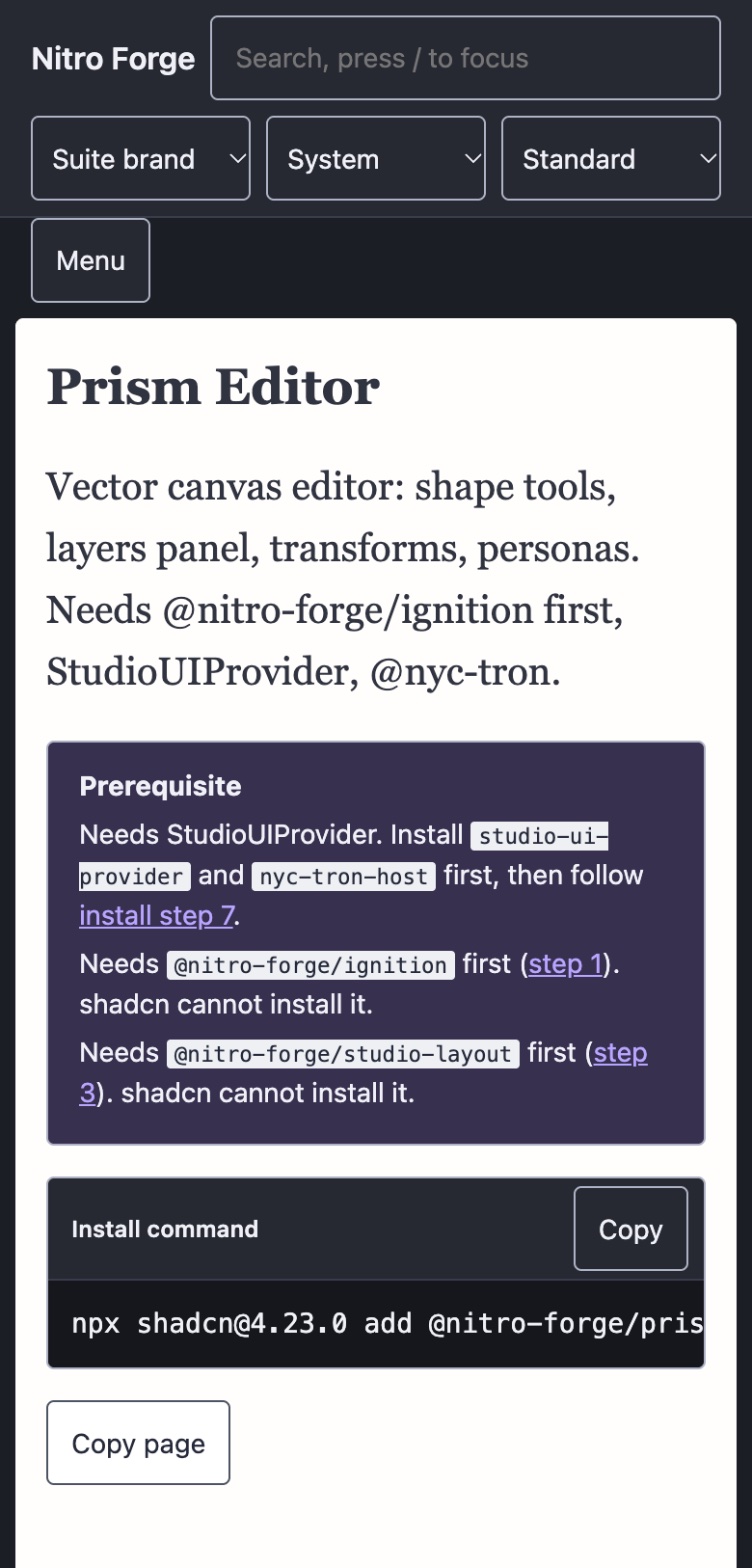 Nitro Forge
Search, press / to focus
Suite brand
System
Standard
Menu
Prism Editor
Vector canvas editor: shape tools,
layers panel, transforms, personas.
Needs @nitro-forge/ignition first,
StudioUIProvider, @nyc-tron.
Prerequisite
Needs StudioUIProvider. Install studio-ui-
provider and nyc-tron-host first, then follow
install step 7.
Needs @nitro-forge/ignition first (step 1).
shadcn cannot install it.
Needs @nitro-forge/studio-layout first (step
3). shadcn cannot install it.
Install command
Copy
npx shadcn@4.23.0 add @nitro-forge/pris
Copy page